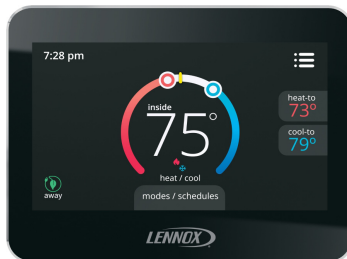 7:28 pm
inside
75°
heat-to
73°
cool-to
79°
heat / cool
away
modes / schedules
LENNOX